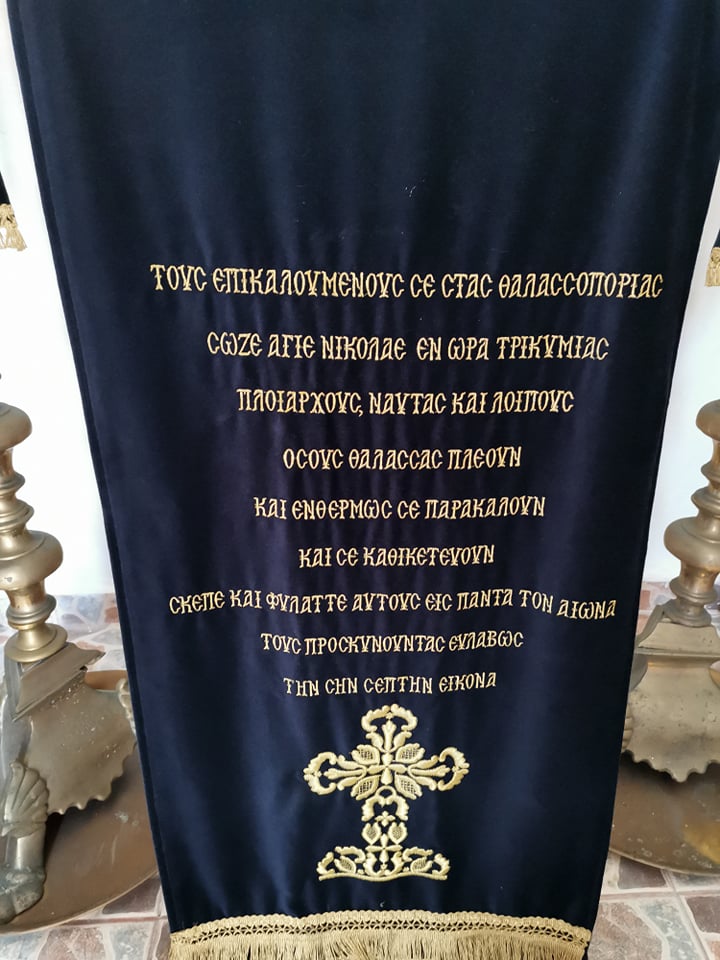 ΤΟΥϹ ΕΠΙΚΑΛΟΥΜΕΝΟΥϹ ϹΕ ϹΤΑϹ ΘΑΛΑϹϹΟΠΟΡΙΑϹ
ϹΩΖΕ ΑΓΙΕ ΝΙΚΟΛΑΕ ΕΝ ΩΡΑ ΤΡΙΚΥΜΙΑϹ
ΠΛΟΙΑΡΧΟΥϹ, ΝΑΥΤΑϹ ΚΑΙ ΛΟΙΠΟΥϹ
ΟϹΟΥϹ ΘΑΛΑϹϹΑϹ ΠΛΕΟΥΝ
ΚΑΙ ΕΝΘΕΡΜΩϹ ϹΕ ΠΑΡΑΚΑΛΟΥΝ
ΚΑΙ ϹΕ ΚΑΘΙΚΕΤΕΥΟΥΝ
ϹΚΕΠΕ ΚΑΙ ΦΥΛΑΤΤΕ ΑΥΤΟΥϹ ΕΙϹ ΠΑΝΤΑ ΤΟΝ ΑΙΩΝΑ
ΤΟΥϹ ΠΡΟϹΚΥΝΟΥΝΤΑϹ ΕΥΛΑΒΩϹ
ΤΗΝ ϹΗΝ ϹΕΠΤΗΝ ΕΙΚΟΝΑ